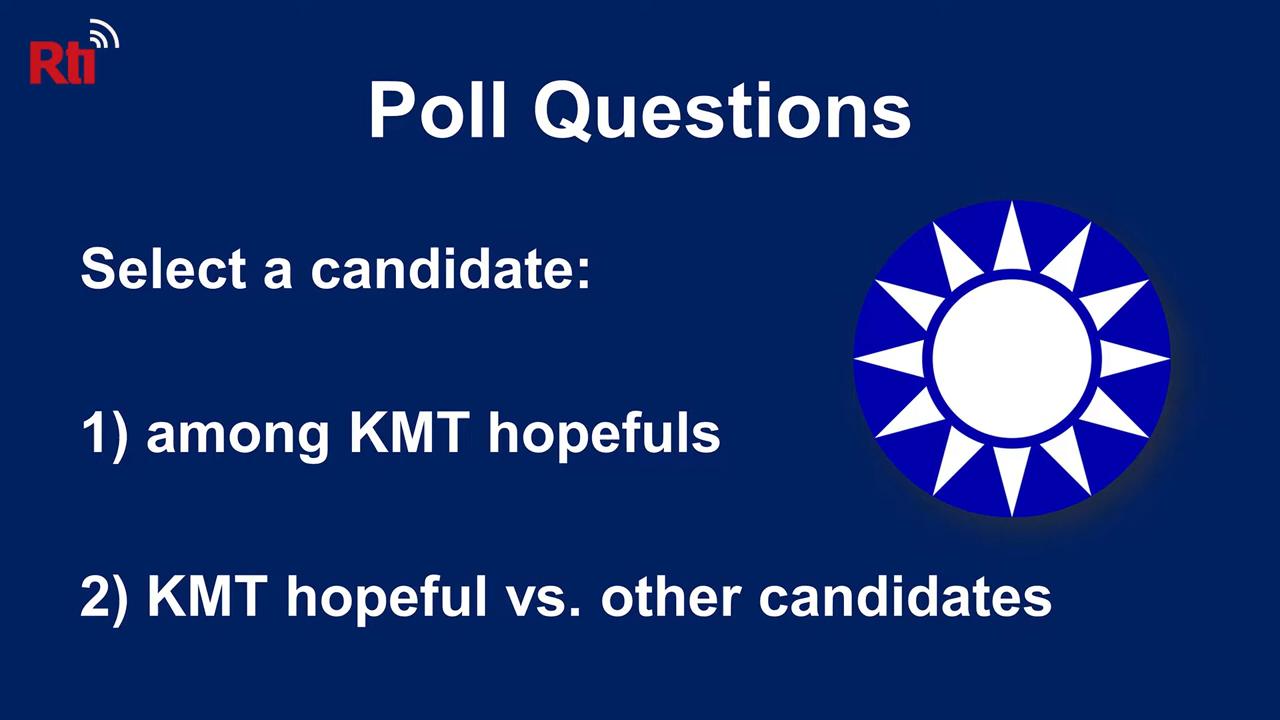 Rti
Poll Questions
Select a candidate:
1) among KMT hopefuls
2) KMT hopeful vs. other candidates